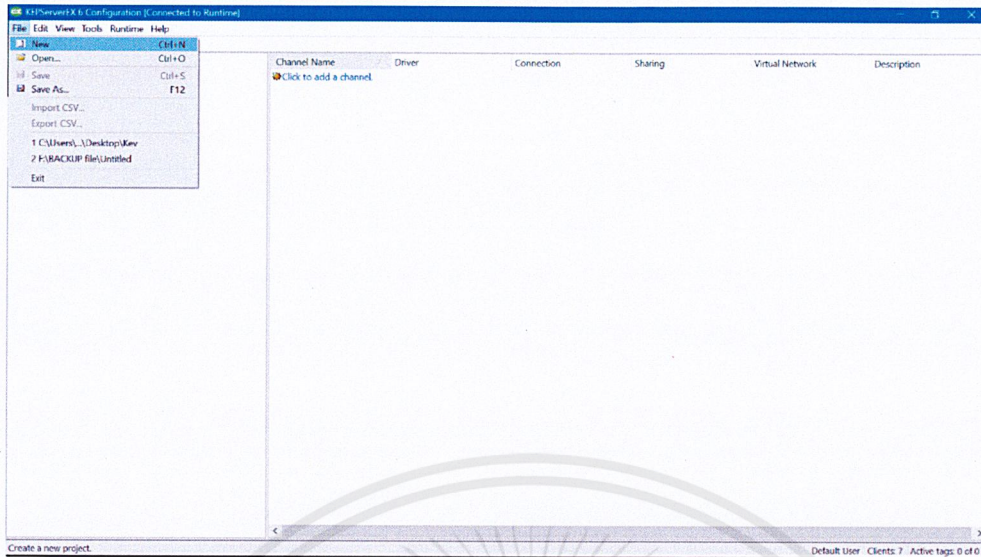 KEPServerEX 6 Configuration [Connected to Runtime]
File Edit View Tools Runtime Help
New Ctrl+N
Open... Ctrl+O
Save Ctrl+S
Save As... F12
Import CSV...
Export CSV...
1 C:\Users\...\Desktop\Kev
2 F:\BACKUP file\Untitled
Exit
Channel Name Driver Connection Sharing Virtual Network Description
Click to add a channel.
Create a new project.
Default User Clients: 7 Active tags: 0 of 0